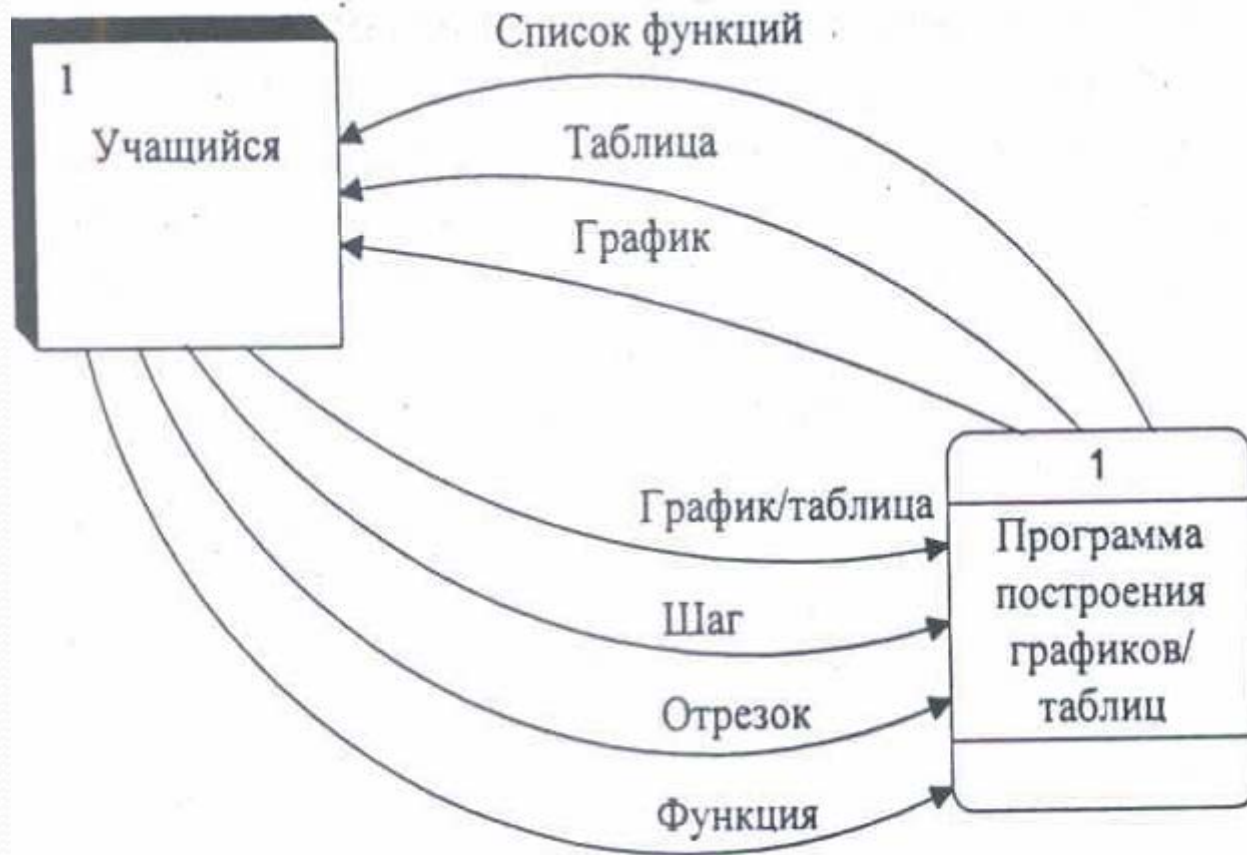 Список функций
1
Учащийся
Таблица
График
1
График/таблица
Программа
построения
графиков/
таблиц
Шаг
Отрезок
Функция